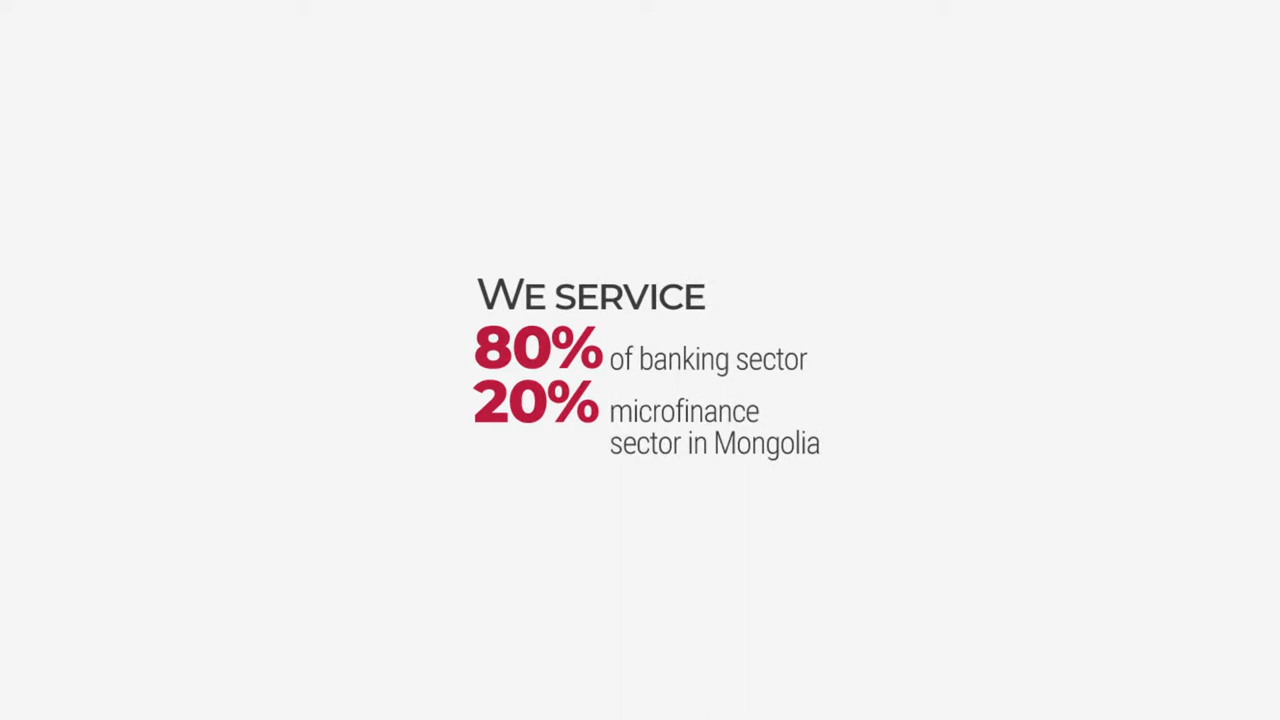 WE SERVICE
80% of banking sector
20% microfinance
sector in Mongolia